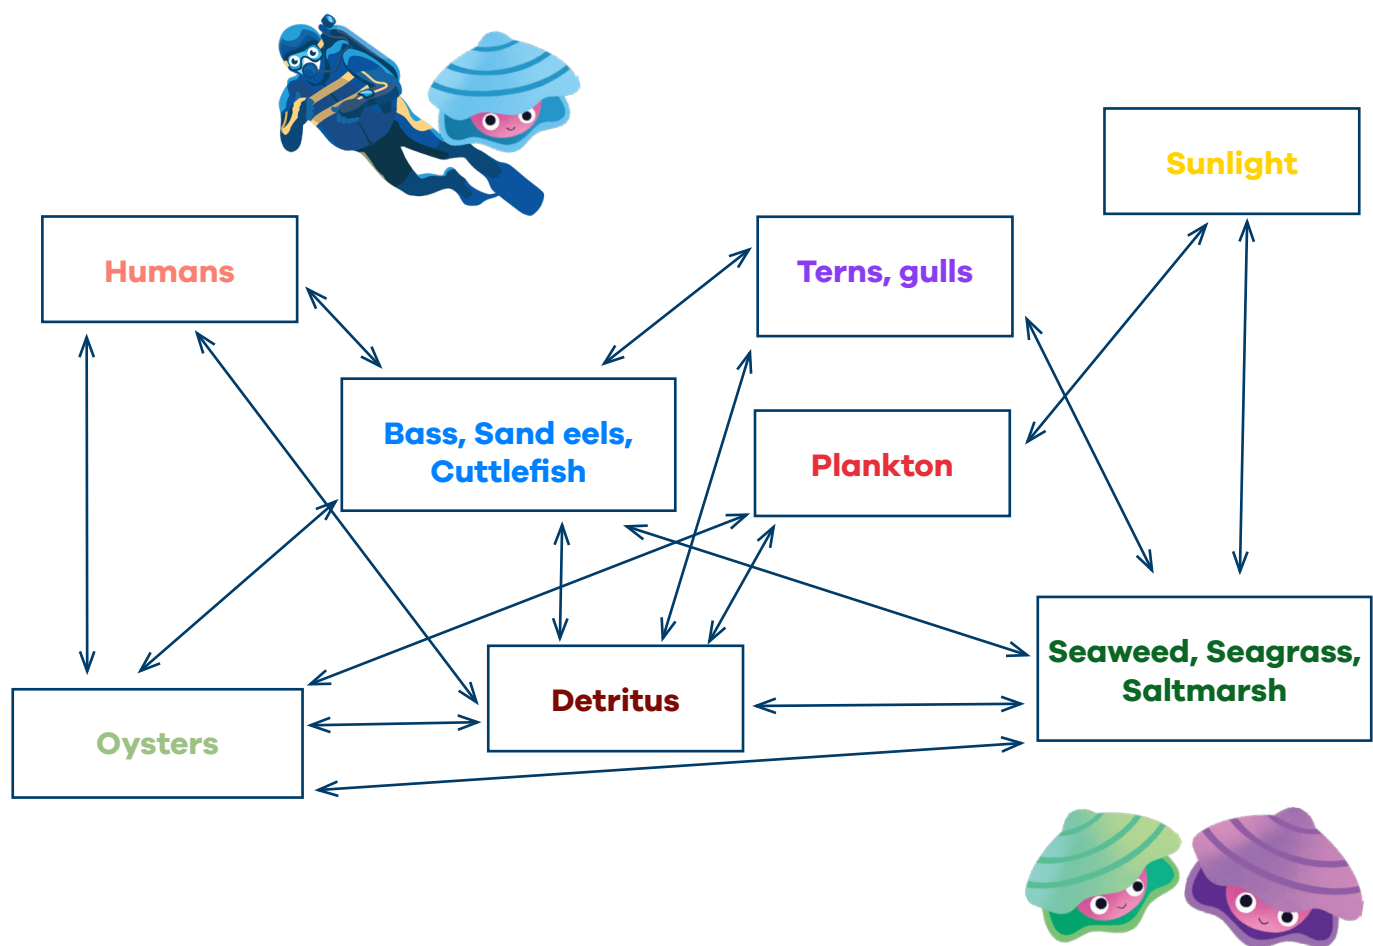 Sunlight
Humans
Terns, gulls
Bass, Sand eels,
Cuttlefish
Plankton
Seaweed, Seagrass,
Saltmarsh
Detritus
Oysters